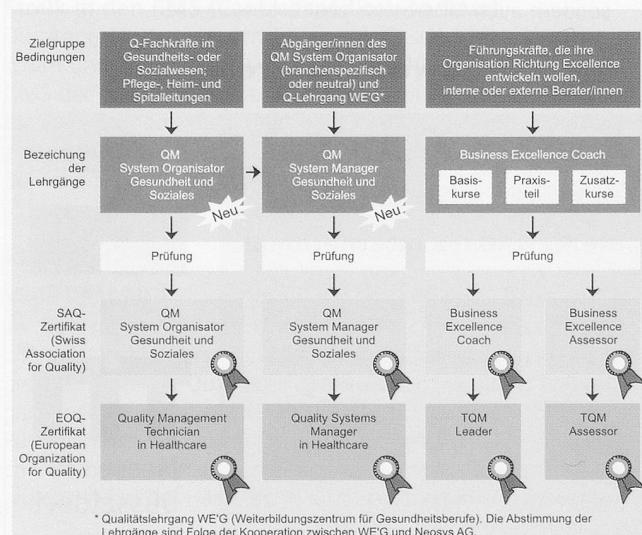 Zielgruppe
Bedingungen
Q-Fachkräfte im
Gesundheits- oder
Sozialwesen;
Pflege-, Heim- und
Spitalleitungen
Abgänger/innen des
QM System Organisator
(branchenspezifisch
oder neutral) und
Q-Lehrgang WE'G*
Führungskräfte, die ihre
Organisation Richtung Excellence
entwickeln wollen,
interne oder externe Berater/innen
Bezeichung
der
Lehrgänge
QM
System Organisator
Gesundheit und
Soziales
Neu
QM
System Manager
Gesundheit und
Soziales
Neu
Business Excellence Coach
Basis-
kurse
Praxis-
teil
Zusatz-
kurse
Prüfung
Prüfung
Prüfung
SAQ-
Zertifikat
(Swiss
Association
for Quality)
QM
System Organisator
Gesundheit und
Soziales
QM
System Manager
Gesundheit und
Soziales
Business
Excellence
Coach
Business
Excellence
Assessor
EOQ-
Zertifikat
(European
Organization
for Quality)
Quality Management
Technician
in Healthcare
Quality Systems
Manager
in Healthcare
TQM
Leader
TQM
Assessor
* Qualitätslehrgang WE'G (Weiterbildungszentrum für Gesundheitsberufe). Die Abstimmung der
Lehrgänge sind Folge der Kooperation zwischen WE'G und Neosys AG.